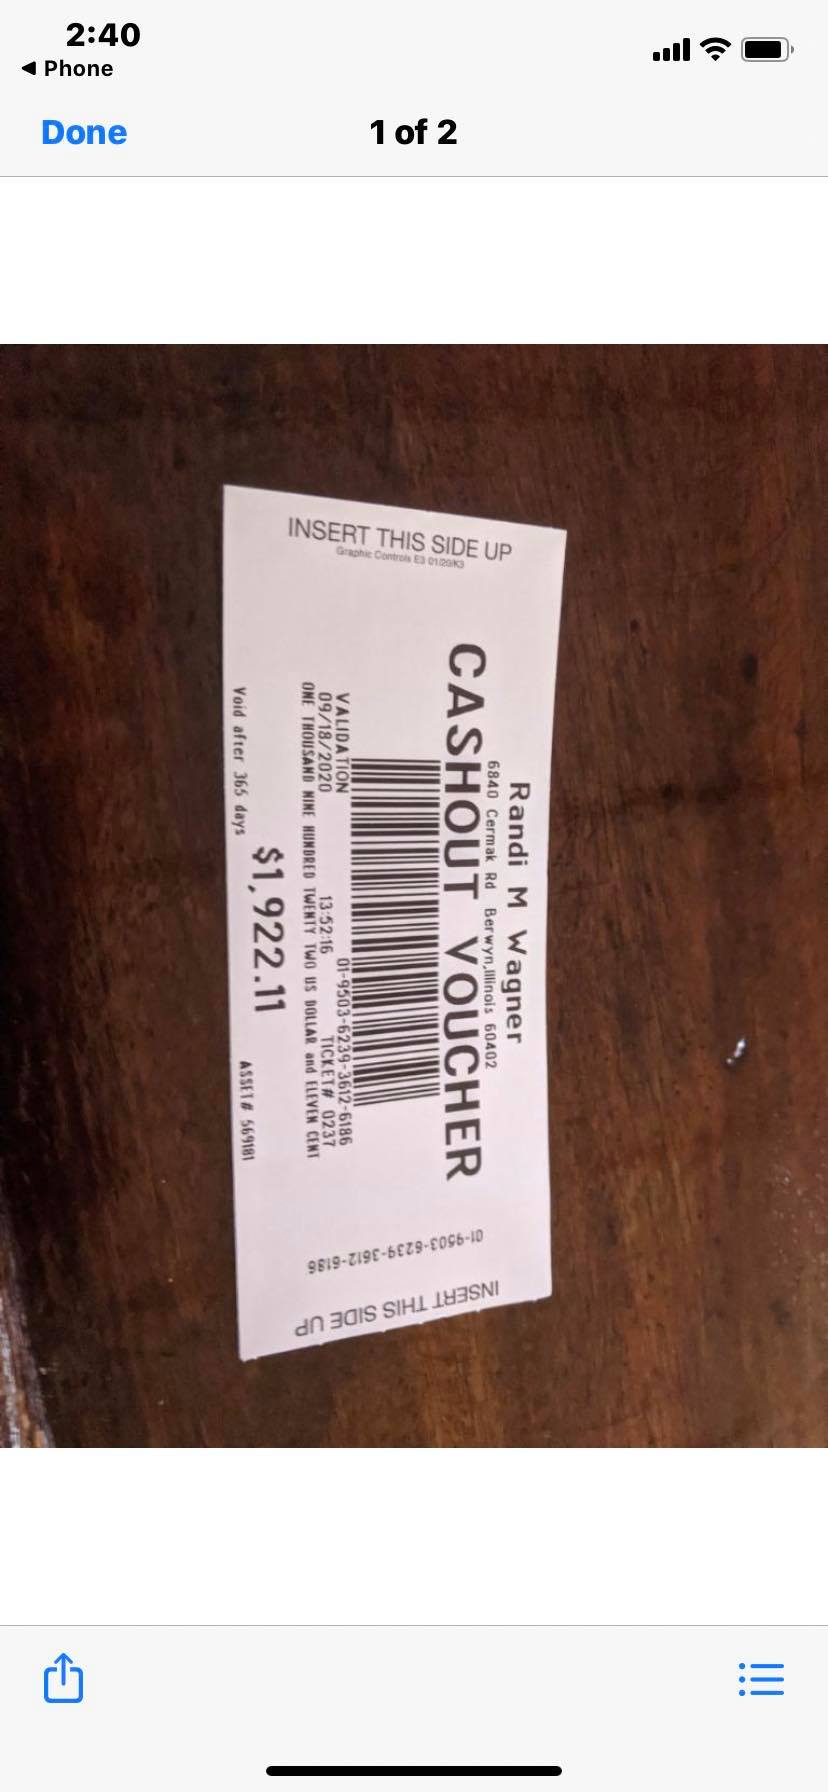 2:40
Phone
Done
1 of 2
INSERT THIS SIDE UP
Graphic Controls E3 01/20/K3
Randi M Wagner
6840 Cermak Rd Berwyn,Illinois 60402
CASHOUT VOUCHER
VALIDATION 01-9503-6239-3612-6186
09/18/2020 13:52:16 TICKET# 0237
ONE THOUSAND NINE HUNDRED TWENTY TWO US DOLLAR and ELEVEN CENT
$1,922.11
Void after 365 days ASSET# 569181
01-9503-6239-3612-6186
INSERT THIS SIDE UP